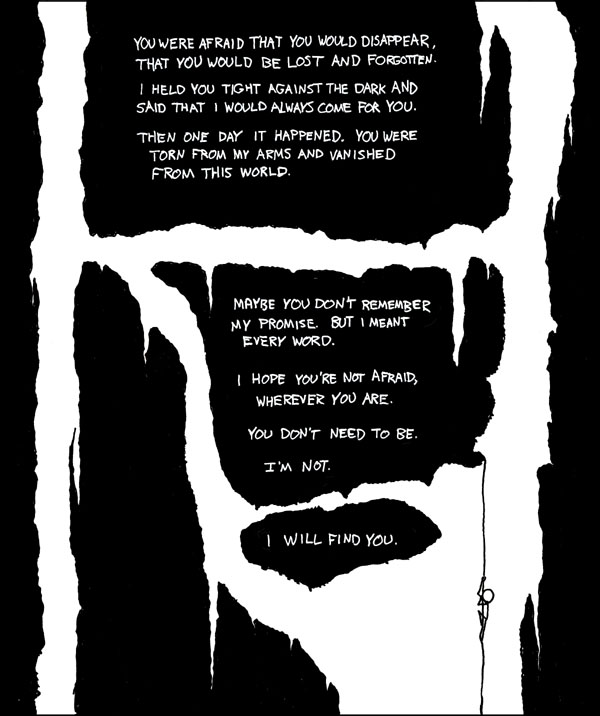 YOU WERE AFRAID THAT YOU WOULD DISAPPEAR,
THAT YOU WOULD BE LOST AND FORGOTTEN.
I HELD YOU TIGHT AGAINST THE DARK AND
SAID THAT I WOULD ALWAYS COME FOR YOU.
THEN ONE DAY IT HAPPENED. YOU WERE
TORN FROM MY ARMS AND VANISHED
FROM THIS WORLD.
MAYBE YOU DON'T REMEMBER
MY PROMISE. BUT I MEANT
EVERY WORD.
I HOPE YOU'RE NOT AFRAID,
WHEREVER YOU ARE.
YOU DON'T NEED TO BE.
I'M NOT.
I WILL FIND YOU.